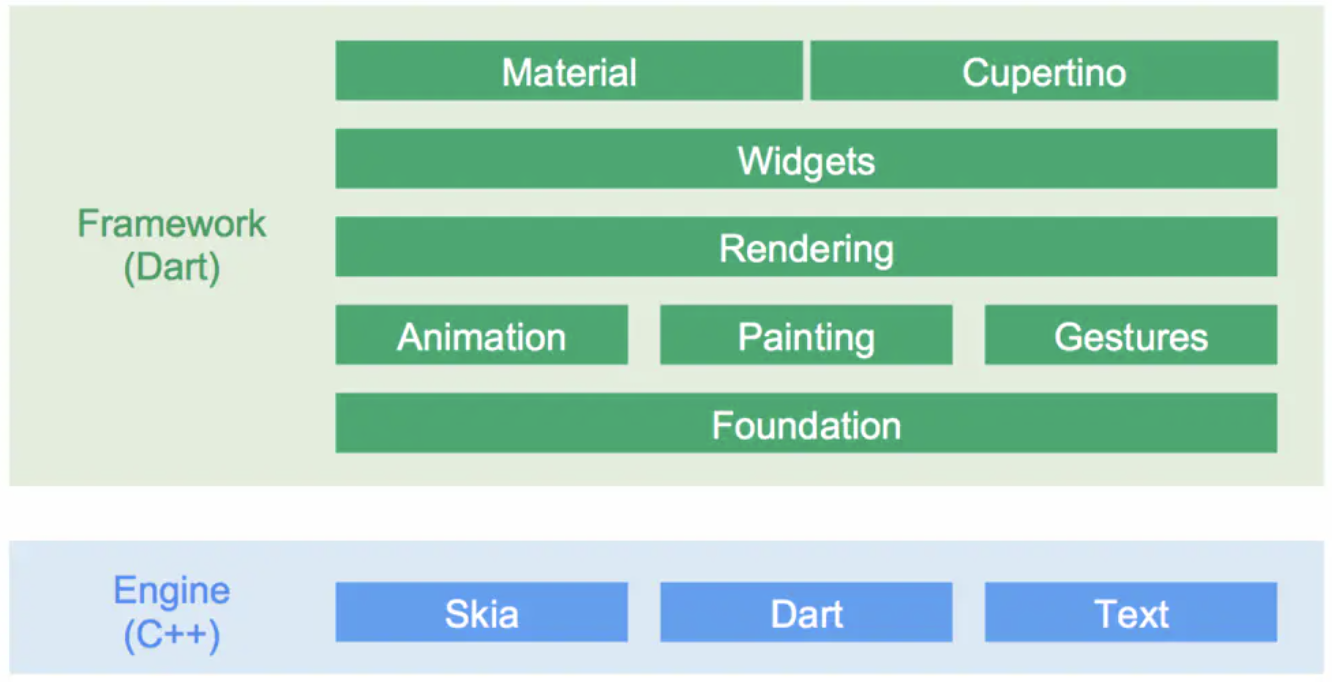 Material
Cupertino
Widgets
Framework
(Dart)
Rendering
Animation
Painting
Gestures
Foundation
Engine
(C++)
Skia
Dart
Text